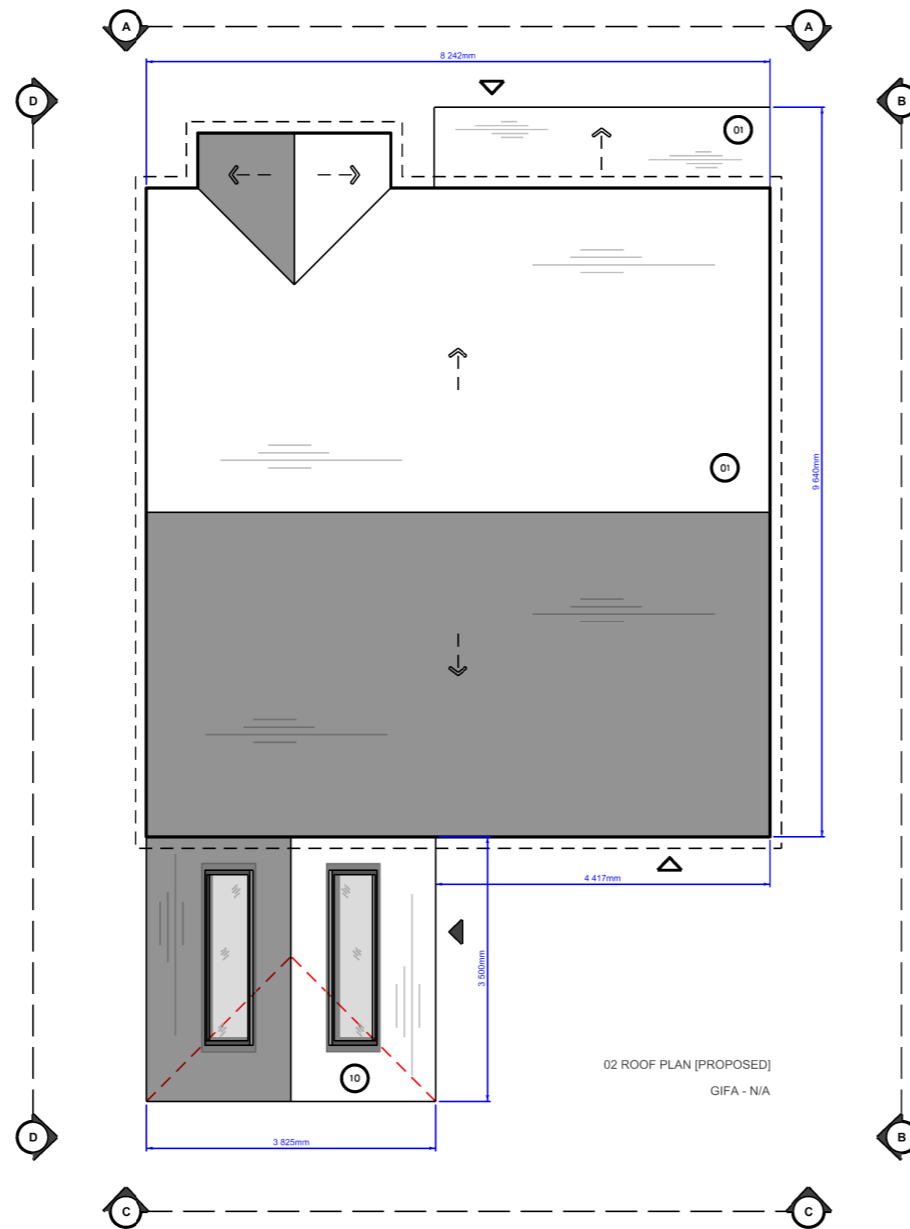 A
A
8 242mm
D
B
01
01
9 640mm
4 417mm
3 500mm
02 ROOF PLAN [PROPOSED]
10
GIFA - N/A
D
B
3 825mm
C
C